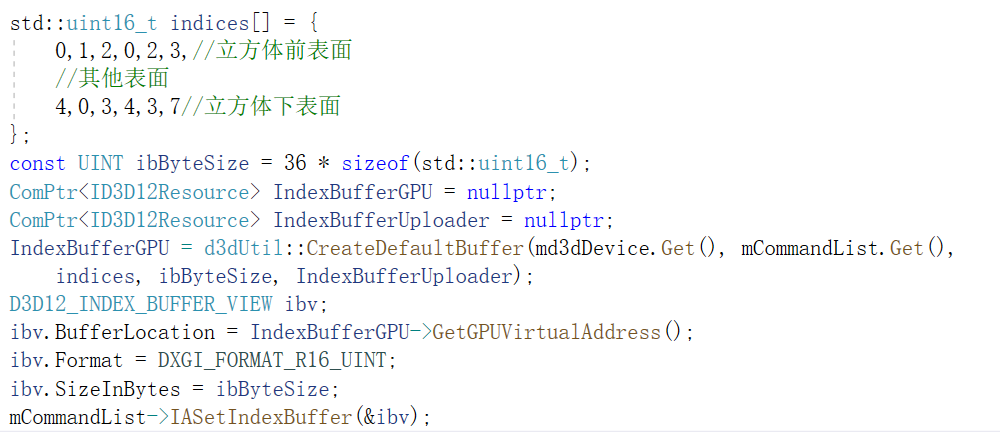 std::uint16_t indices[] = {
    0,1,2,0,2,3,//立方体前表面
    //其他表面
    4,0,3,4,3,7//立方体下表面
};
const UINT ibByteSize = 36 * sizeof(std::uint16_t);
ComPtr<ID3D12Resource> IndexBufferGPU = nullptr;
ComPtr<ID3D12Resource> IndexBufferUploader = nullptr;
IndexBufferGPU = d3dUtil::CreateDefaultBuffer(md3dDevice.Get(), mCommandList.Get(),
    indices, ibByteSize, IndexBufferUploader);
D3D12_INDEX_BUFFER_VIEW ibv;
ibv.BufferLocation = IndexBufferGPU->GetGPUVirtualAddress();
ibv.Format = DXGI_FORMAT_R16_UINT;
ibv.SizeInBytes = ibByteSize;
mCommandList->IASetIndexBuffer(&ibv);